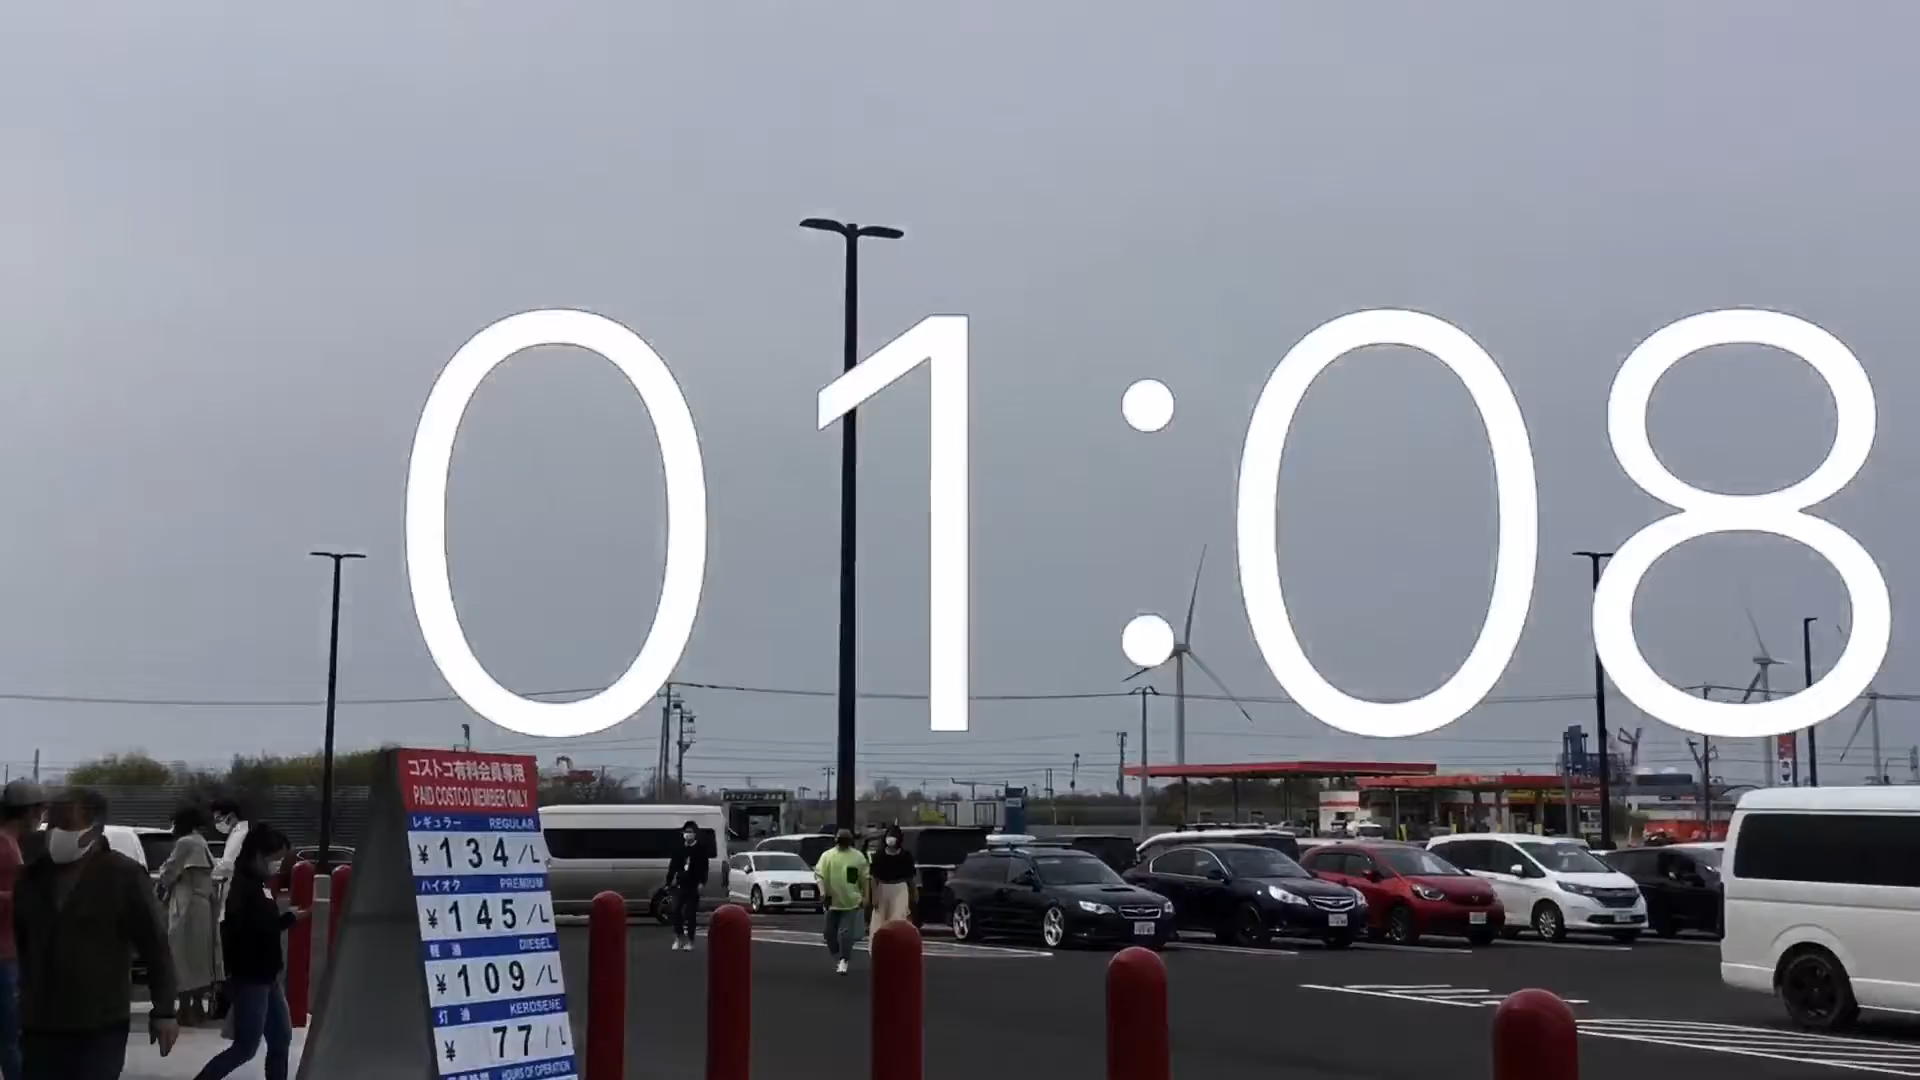 01:08
コストコ有料会員専用
PAID COSTCO MEMBER ONLY
レギュラー REGULAR
¥134/L
ハイオク PREMIUM
¥145/L
軽油 DIESEL
¥109/L
灯油 KEROSENE
¥77/L
HOURS OF OPERATION